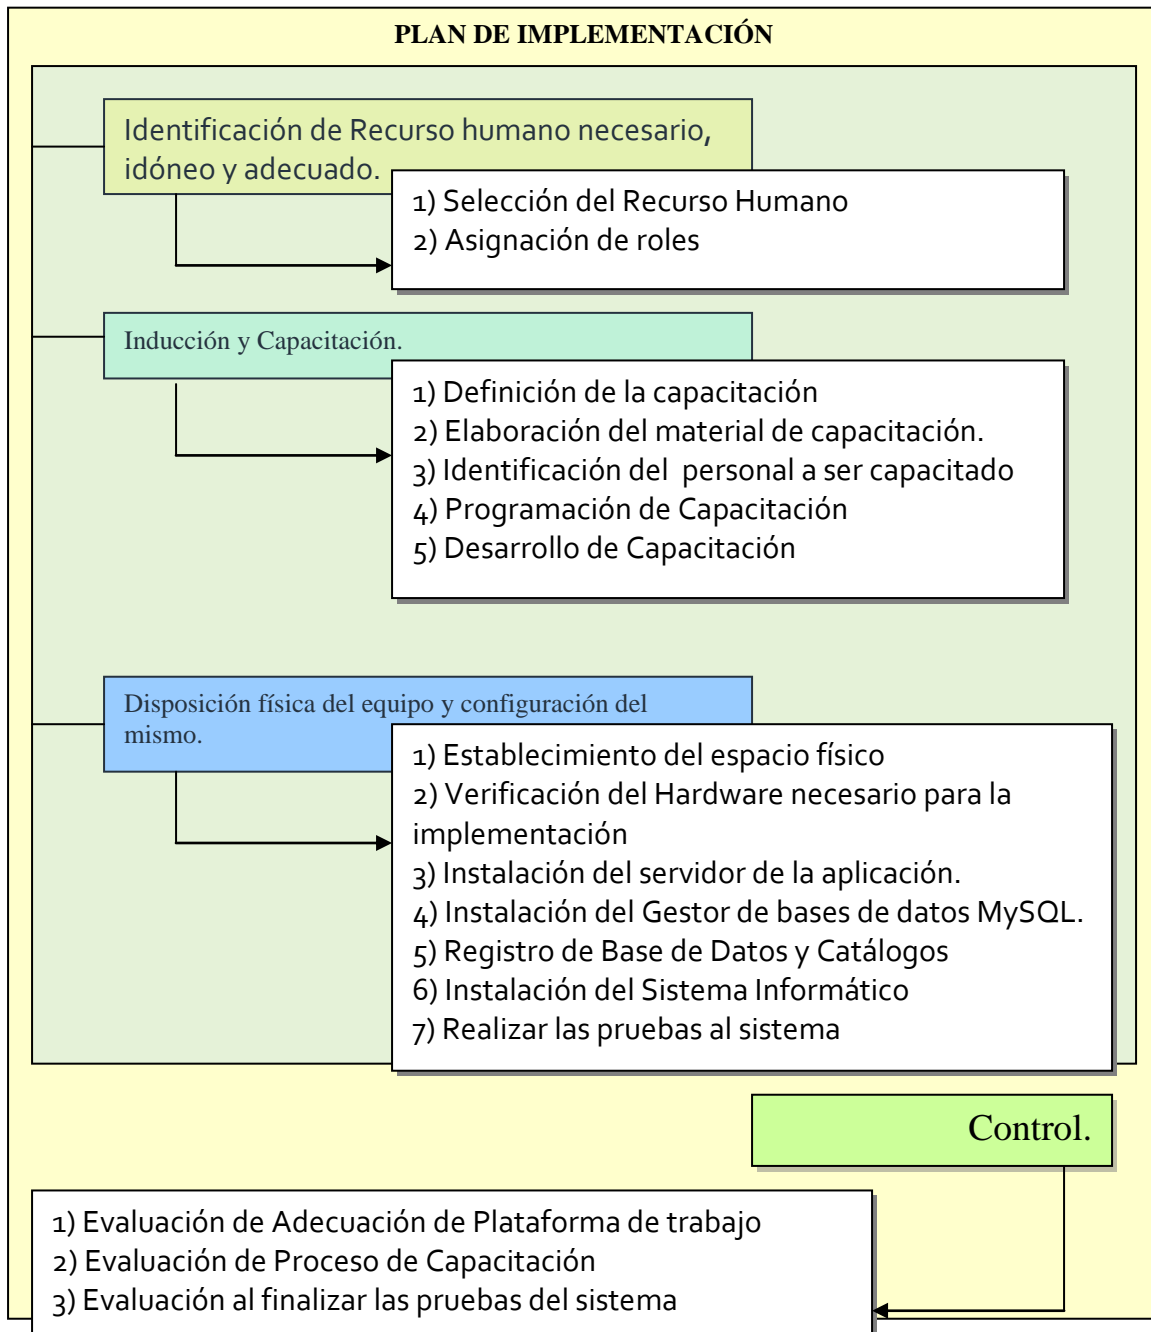 PLAN DE IMPLEMENTACIÓN
Identificación de Recurso humano necesario,
idóneo y adecuado.
1) Selección del Recurso Humano
2) Asignación de roles
Inducción y Capacitación.
1) Definición de la capacitación
2) Elaboración del material de capacitación.
3) Identificación del  personal a ser capacitado
4) Programación de Capacitación
5) Desarrollo de Capacitación
Disposición física del equipo y configuración del
mismo.
1) Establecimiento del espacio físico
2) Verificación del Hardware necesario para la
implementación
3) Instalación del servidor de la aplicación.
4) Instalación del Gestor de bases de datos MySQL.
5) Registro de Base de Datos y Catálogos
6) Instalación del Sistema Informático
7) Realizar las pruebas al sistema
Control.
1) Evaluación de Adecuación de Plataforma de trabajo
2) Evaluación de Proceso de Capacitación
3) Evaluación al finalizar las pruebas del sistema